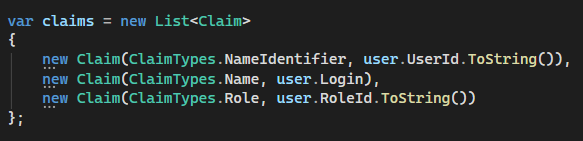 var claims = new List<Claim>
{
    new Claim(ClaimTypes.NameIdentifier, user.UserId.ToString()),
    new Claim(ClaimTypes.Name, user.Login),
    new Claim(ClaimTypes.Role, user.RoleId.ToString())
};